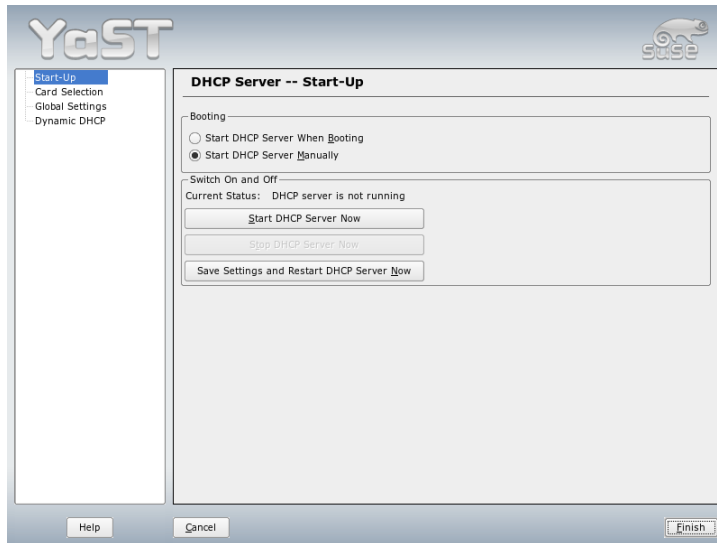 YaST
SUSE
Start-Up
Card Selection
Global Settings
Dynamic DHCP
DHCP Server -- Start-Up
Booting
Start DHCP Server When Booting
Start DHCP Server Manually
Switch On and Off
Current Status: DHCP server is not running
Start DHCP Server Now
Stop DHCP Server Now
Save Settings and Restart DHCP Server Now
Help
Cancel
Finish